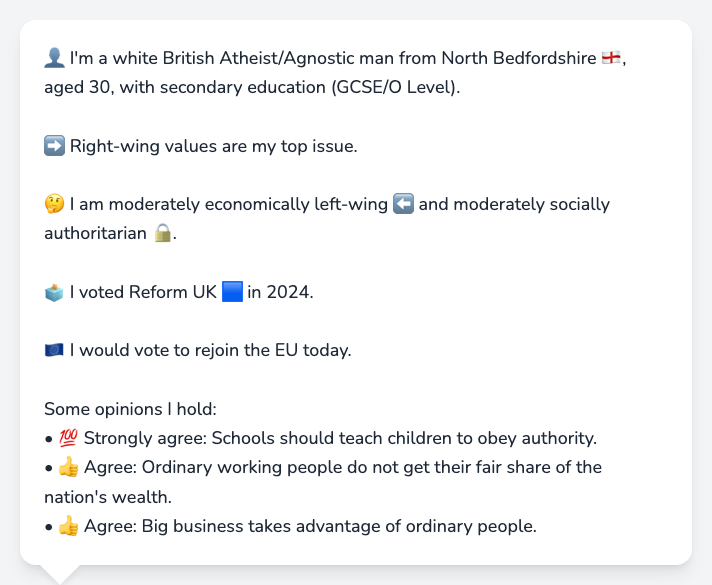 👤 I'm a white British Atheist/Agnostic man from North Bedfordshire 🏴󠁧󠁢󠁥󠁮󠁧󠁿,
aged 30, with secondary education (GCSE/O Level).
➡️ Right-wing values are my top issue.
🤔 I am moderately economically left-wing ⬅️ and moderately socially
authoritarian 🔒.
🗳️ I voted Reform UK 🟦 in 2024.
🇪🇺 I would vote to rejoin the EU today.
Some opinions I hold:
• 💯 Strongly agree: Schools should teach children to obey authority.
• 👍 Agree: Ordinary working people do not get their fair share of the
nation's wealth.
• 👍 Agree: Big business takes advantage of ordinary people.